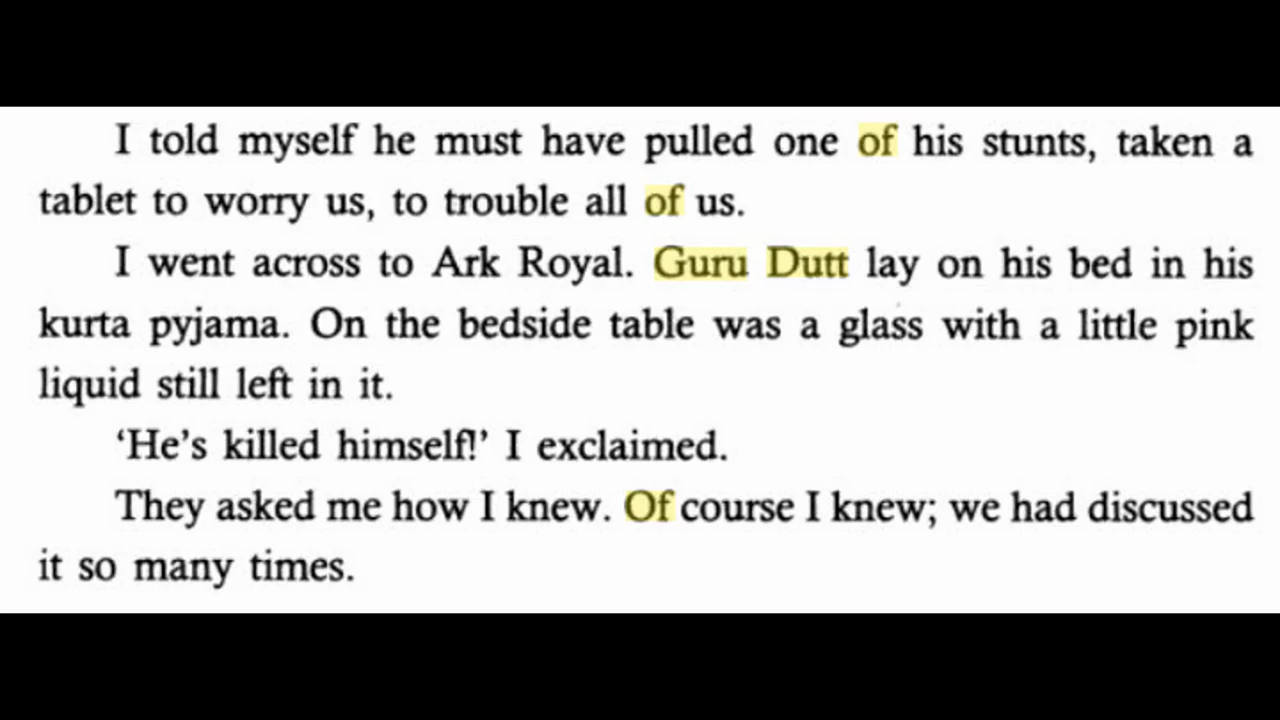 I told myself he must have pulled one of his stunts, taken a
tablet to worry us, to trouble all of us.
I went across to Ark Royal. Guru Dutt lay on his bed in his
kurta pyjama. On the bedside table was a glass with a little pink
liquid still left in it.
‘He’s killed himself!’ I exclaimed.
They asked me how I knew. Of course I knew; we had discussed
it so many times.